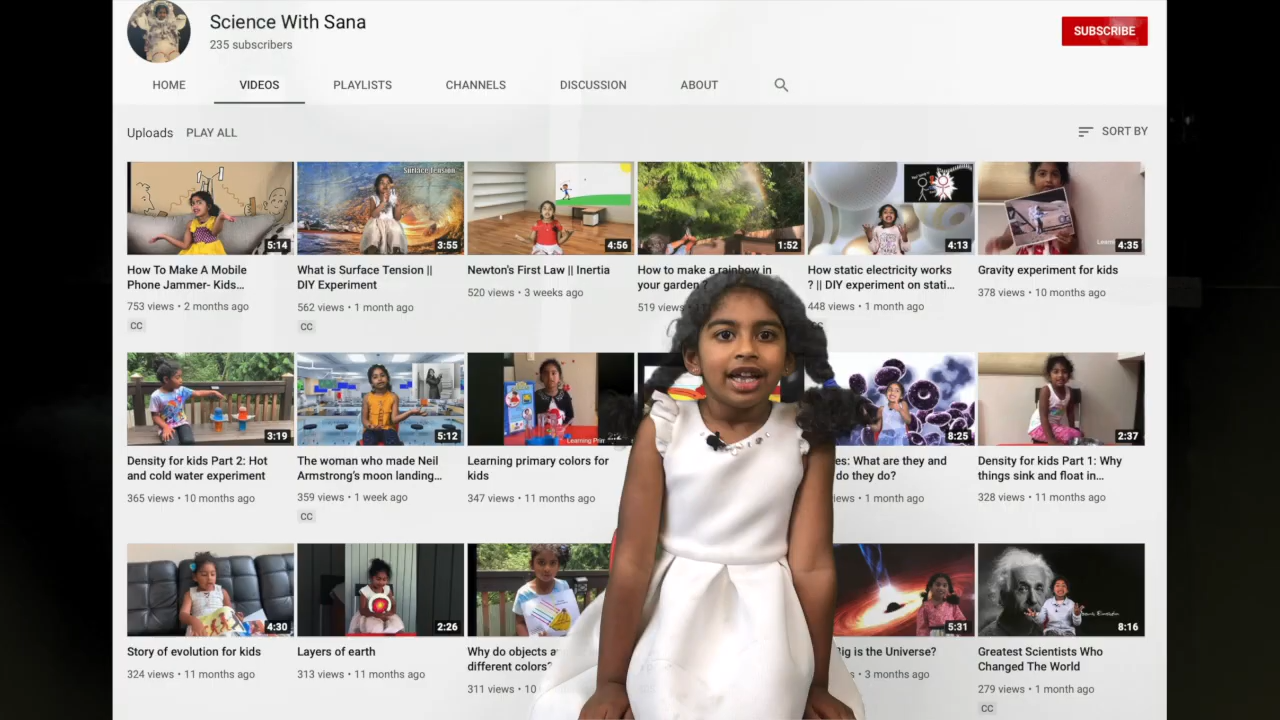 Science With Sana
235 subscribers
SUBSCRIBE
HOME
VIDEOS
PLAYLISTS
CHANNELS
DISCUSSION
ABOUT
Uploads
PLAY ALL
SORT BY
Surface Tension
5:14
3:55
4:56
1:52
4:13
4:35
How To Make A Mobile
Phone Jammer- Kids...
753 views • 2 months ago
CC
What is Surface Tension ||
DIY Experiment
562 views • 1 month ago
CC
Newton's First Law || Inertia
520 views • 3 weeks ago
How to make a rainbow in
your garden ?
519 views
How static electricity works
? || DIY experiment on stati...
448 views • 1 month ago
Gravity experiment for kids
378 views • 10 months ago
3:19
5:12
Learning Prim
8:25
2:37
Density for kids Part 2: Hot
and cold water experiment
365 views • 10 months ago
The woman who made Neil
Armstrong's moon landing...
359 views • 1 week ago
CC
Learning primary colors for
kids
347 views • 11 months ago
What are they and
do they do?
views • 1 month ago
Density for kids Part 1: Why
things sink and float in...
328 views • 11 months ago
4:30
2:26
5:31
8:16
Story of evolution for kids
324 views • 11 months ago
Layers of earth
313 views • 11 months ago
Why do objects
different colors?
311 views • 10
is the Universe?
views • 3 months ago
Greatest Scientists Who
Changed The World
279 views • 1 month ago
CC